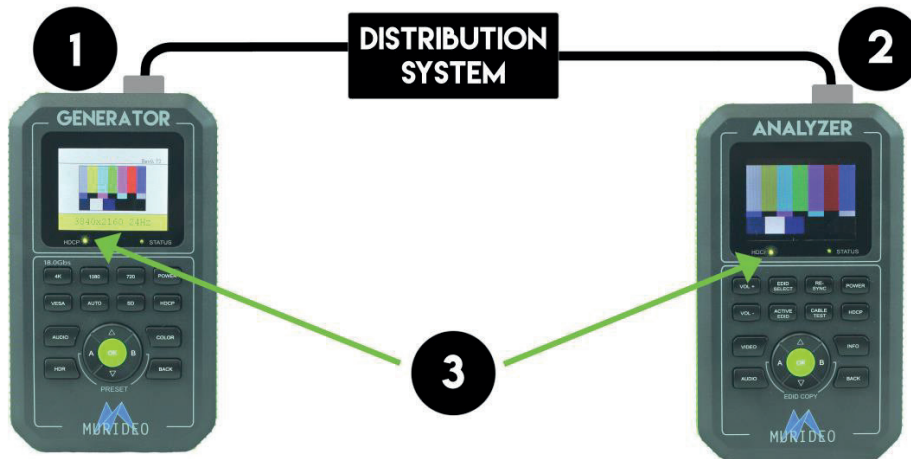 1
DISTRIBUTION
SYSTEM
2
GENERATOR
3840x2160 24Hz
HDCP
STATUS
18.0Gbps
4K 1080 720 POWER
VESA AUTO SD HDCP
AUDIO
COLOR
A OK B
HDR
BACK
PRESET
MURIDEO
3
ANALYZER
STATUS
VOL + EDID SELECT RE-SYNC POWER
VOL - ACTIVE EDID CABLE TEST HDCP
VIDEO
INFO
A OK B
AUDIO
BACK
EDID COPY
MURIDEO